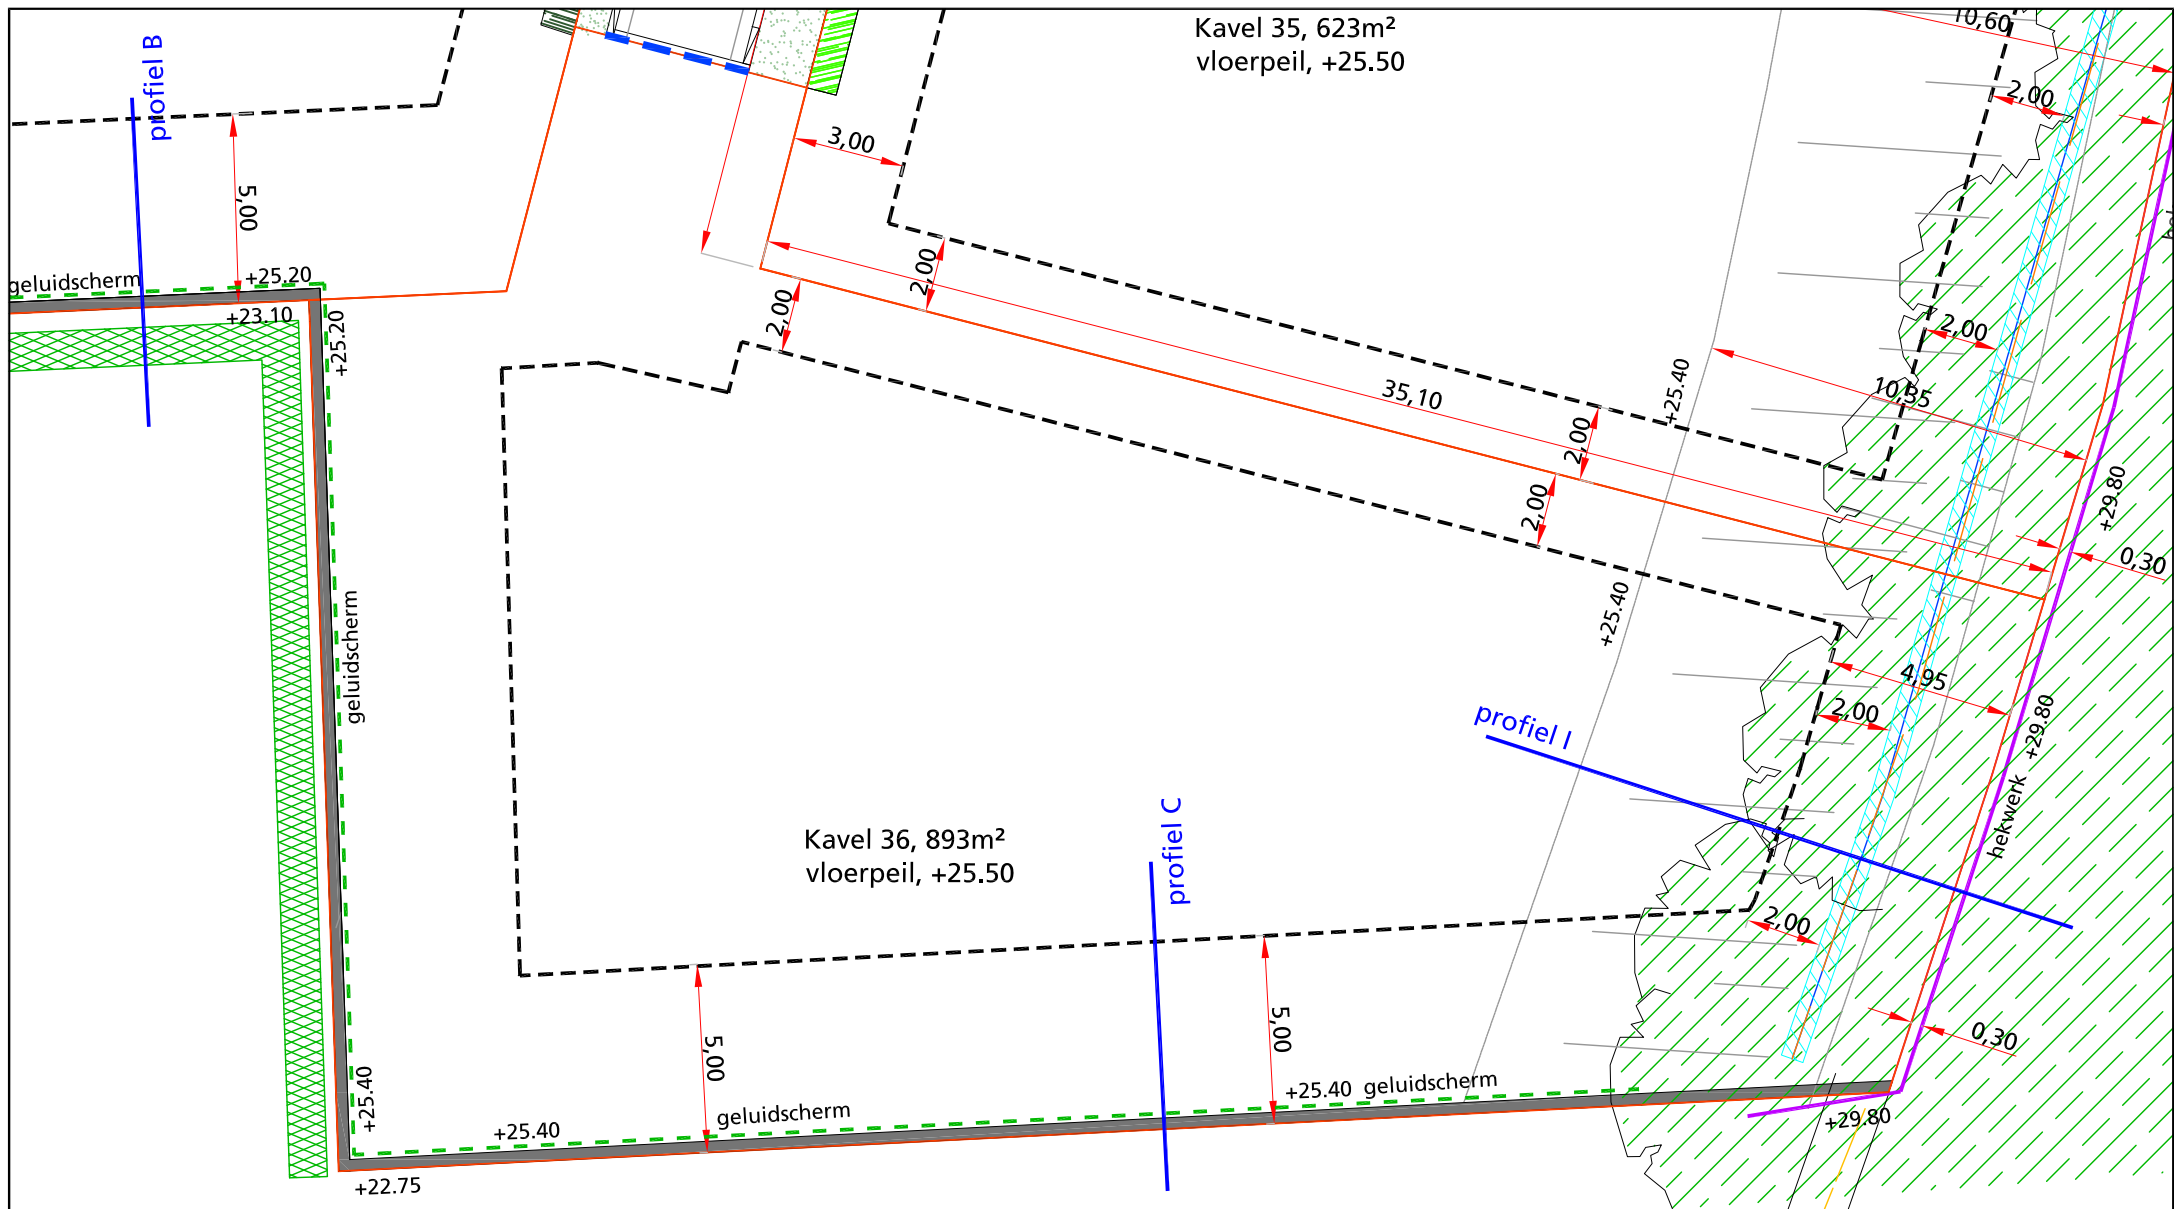 Kavel 35, 623m²
vloerpeil, +25.50
10,60
profiel B
2,00
3,00
5,00
geluidscherm
+25.20
+23.10
+25.20
2,00
2,00
2,00
35,10
+25.40
10,35
2,00
2,00
+29.80
0,30
+25.40
geluidscherm
4,95
2,00
profiel I
hekwerk +29.80
Kavel 36, 893m²
vloerpeil, +25.50
profiel C
2,00
5,00
5,00
0,30
+25.40
+25.40 geluidscherm
geluidscherm
+25.40
+29.80
+22.75